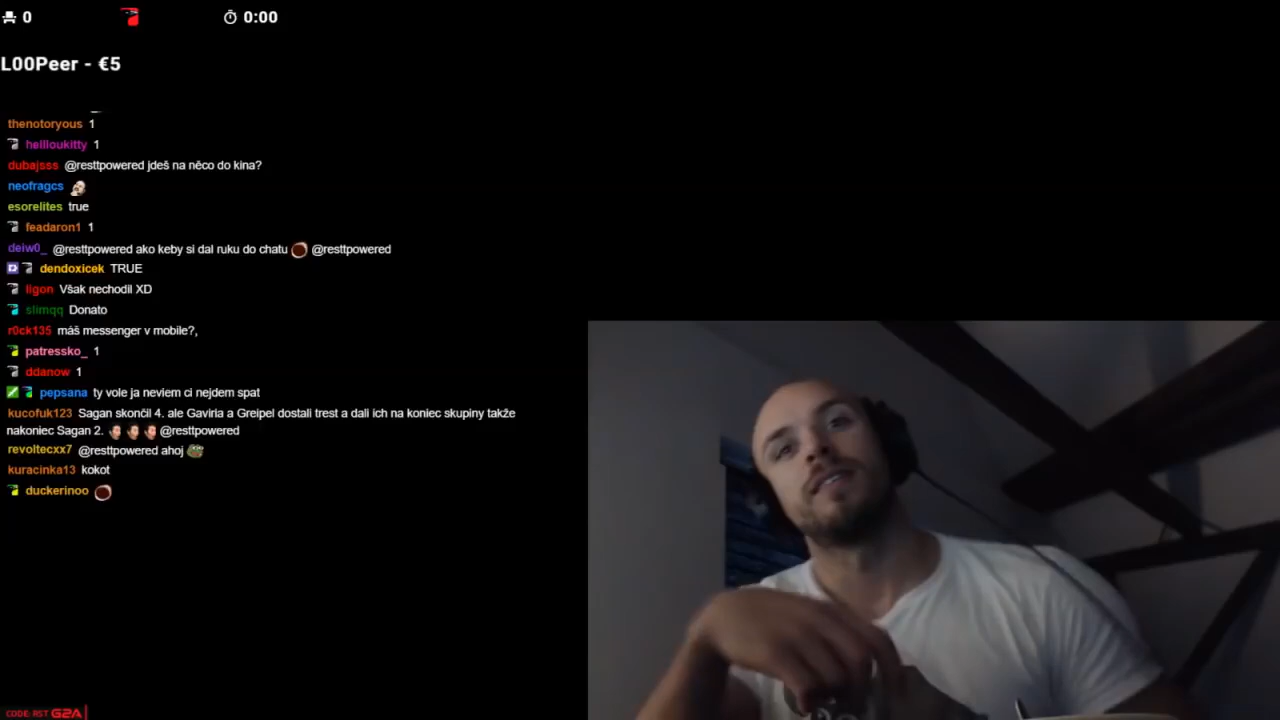 0 0:00
L00Peer - €5
thenotoryous 1
hellloukitty 1
dubajsss @resttpowered jdeš na něco do kina?
neofragcs
esorelites true
feadaron1 1
deiw0_ @resttpowered ako keby si dal ruku do chatu @resttpowered
dendoxicek TRUE
ligon Však nechodil XD
slimqq Donato
r0ck135 máš messenger v mobile?,
patressko_ 1
ddanow 1
pepsana ty vole ja neviem ci nejdem spat
kucofuk123 Sagan skončil 4. ale Gaviria a Greipel dostali trest a dali ich na koniec skupiny takže
nakoniec Sagan 2. @resttpowered
revoltecxx7 @resttpowered ahoj
kuracinka13 kokot
duckerinoo
CODE: RST G2A